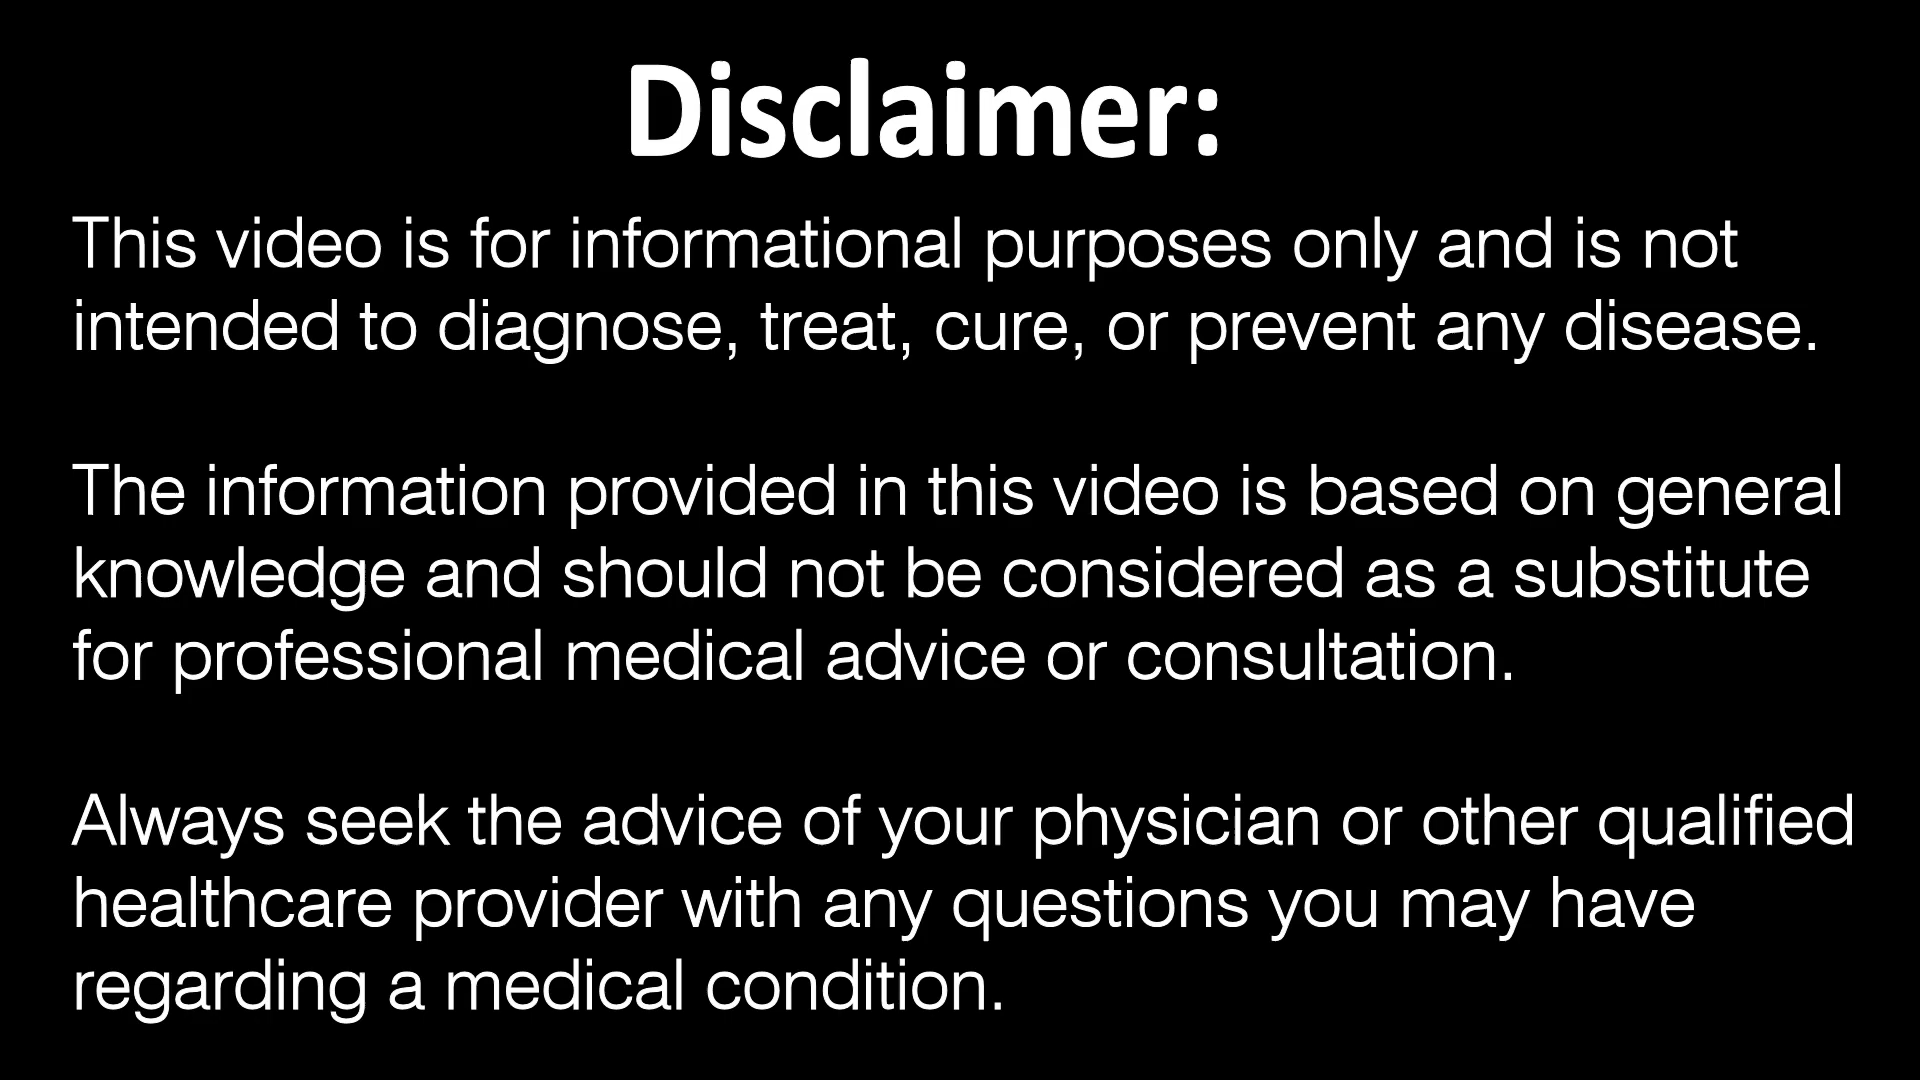 Disclaimer:
This video is for informational purposes only and is not
intended to diagnose, treat, cure, or prevent any disease.
The information provided in this video is based on general
knowledge and should not be considered as a substitute
for professional medical advice or consultation.
Always seek the advice of your physician or other qualified
healthcare provider with any questions you may have
regarding a medical condition.